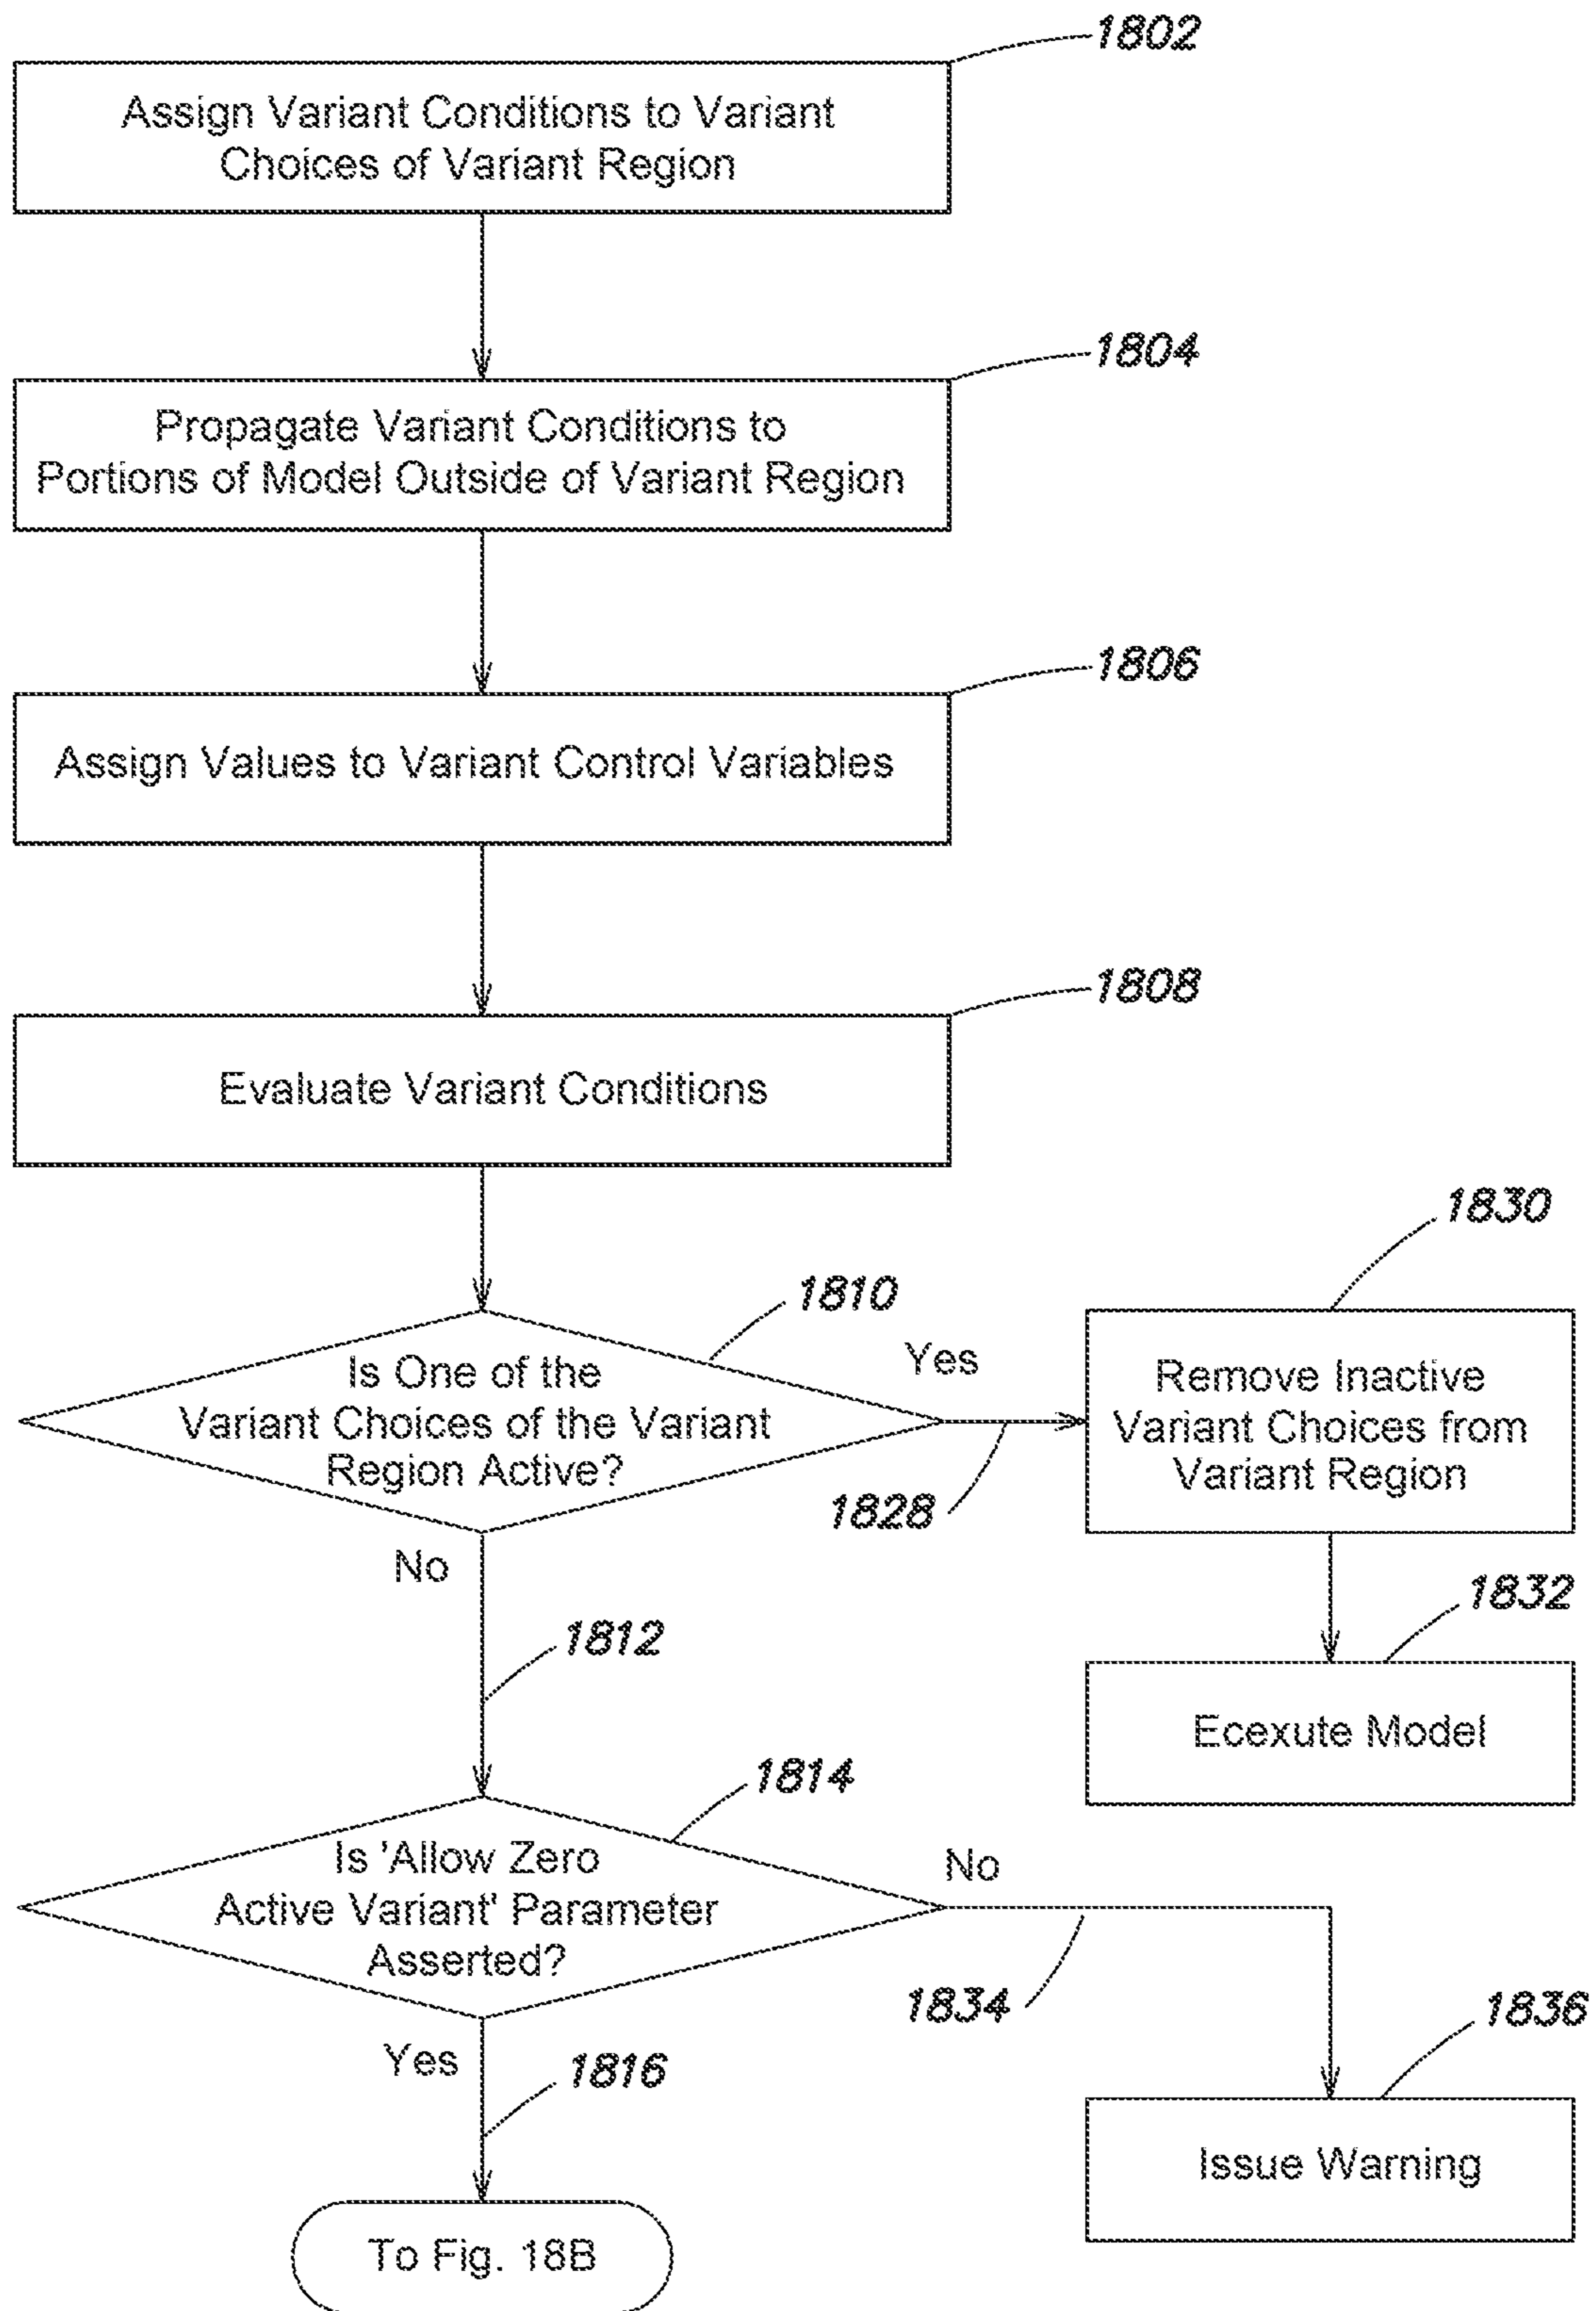 1802
Assign Variant Conditions to Variant
Choices of Variant Region
1804
Propagate Variant Conditions to
Portions of Model Outside of Variant Region
1806
Assign Values to Variant Control Variables
1808
Evaluate Variant Conditions
1810
Is One of the
Variant Choices of the Variant
Region Active?
Yes
1828
1830
Remove Inactive
Variant Choices from
Variant Region
1832
Ecexute Model
No
1812
1814
Is 'Allow Zero
Active Variant' Parameter
Asserted?
No
1834
1836
Issue Warning
Yes
1816
To Fig. 18B